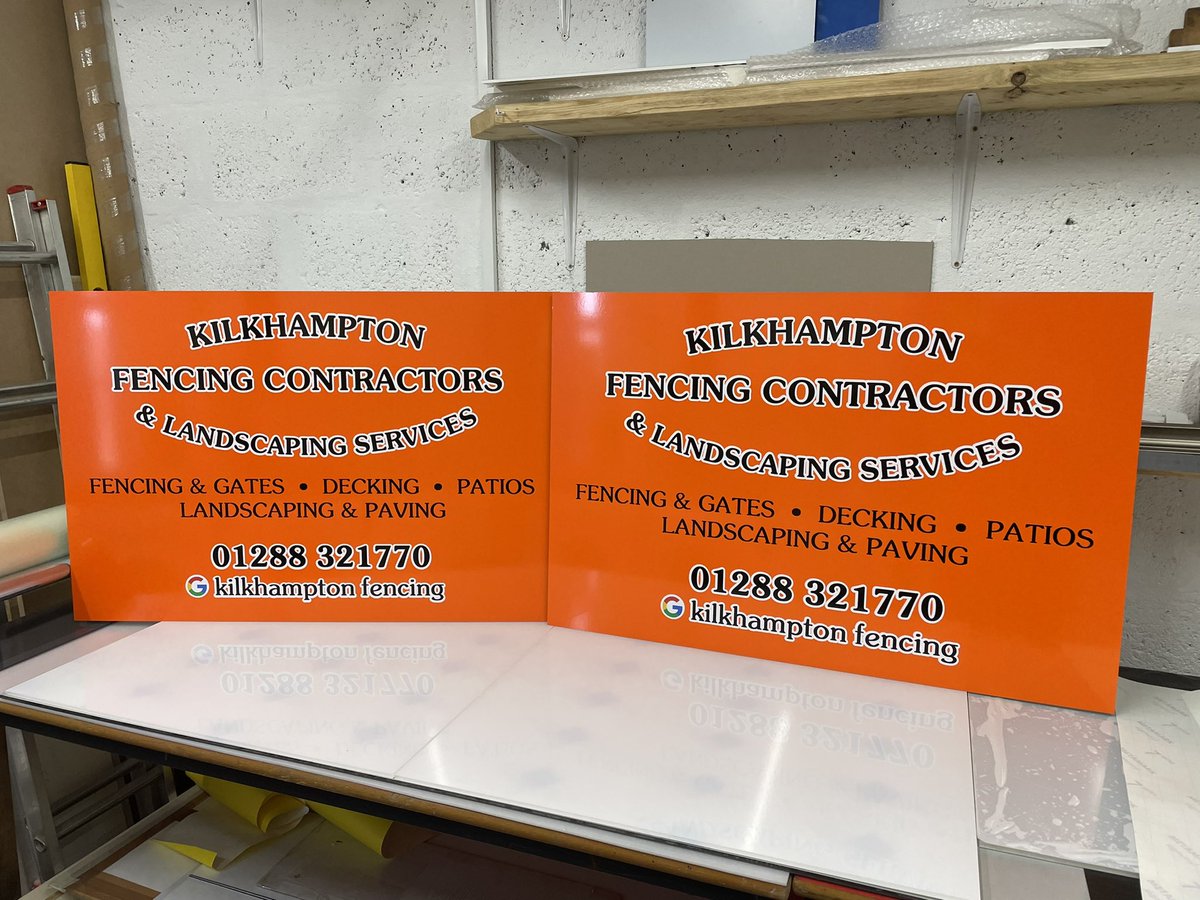 KILKHAMPTON
FENCING CONTRACTORS
& LANDSCAPING SERVICES
FENCING & GATES • DECKING • PATIOS
LANDSCAPING & PAVING
01288 321770
G kilkhampton fencing
KILKHAMPTON
FENCING CONTRACTORS
& LANDSCAPING SERVICES
FENCING & GATES • DECKING • PATIOS
LANDSCAPING & PAVING
01288 321770
G kilkhampton fencing